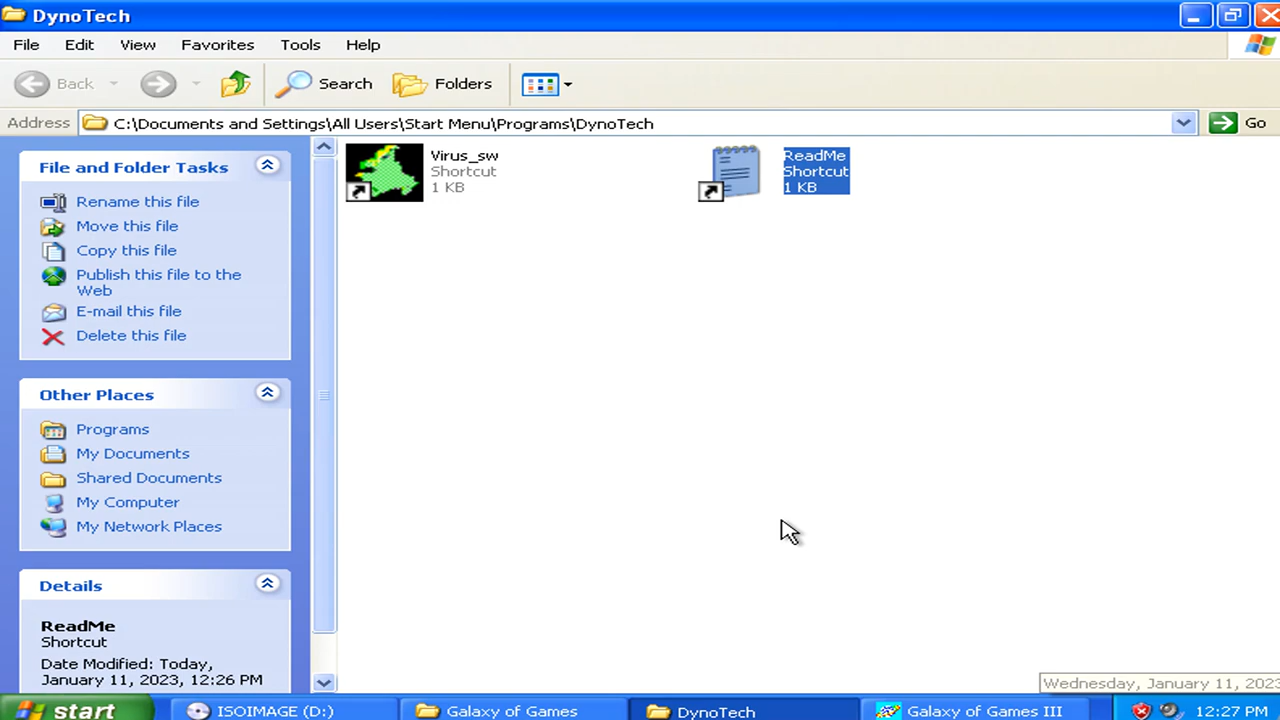 DynoTech
File Edit View Favorites Tools Help
Back Search Folders
Address C:\Documents and Settings\All Users\Start Menu\Programs\DynoTech Go
File and Folder Tasks
Rename this file
Move this file
Copy this file
Publish this file to the
Web
E-mail this file
Delete this file
Other Places
Programs
My Documents
Shared Documents
My Computer
My Network Places
Details
ReadMe
Shortcut
Date Modified: Today,
January 11, 2023, 12:26 PM
Virus_sw
Shortcut
1 KB
ReadMe
Shortcut
1 KB
Wednesday, January 11, 2023
start ISOIMAGE (D:) Galaxy of Games DynoTech Galaxy of Games III 12:27 PM